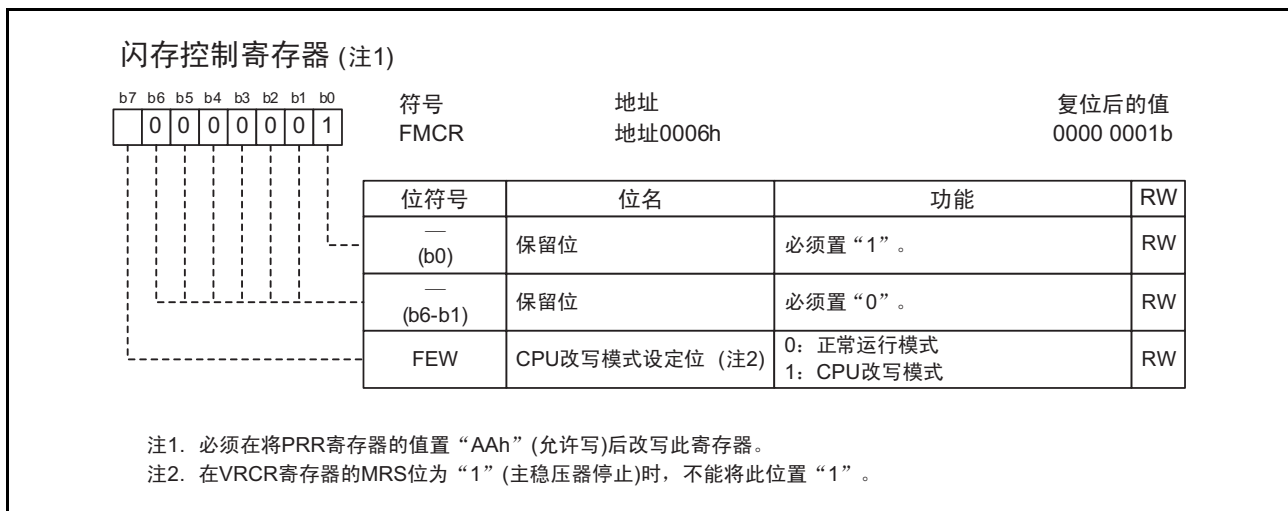 闪存控制寄存器 (注1)
b7 b6 b5 b4 b3 b2 b1 b0
0 0 0 0 0 0 1
符号 地址 复位后的值
FMCR 地址0006h 0000 0001b
位符号 位名 功能 RW
— (b0) 保留位 必须置“1”。 RW
— (b6-b1) 保留位 必须置“0”。 RW
FEW CPU改写模式设定位 (注2) 0：正常运行模式 RW
1：CPU改写模式
注1. 必须在将PRR寄存器的值置“AAh”(允许写)后改写此寄存器。
注2. 在VRCR寄存器的MRS位为“1”(主稳压器停止)时，不能将此位置“1”。